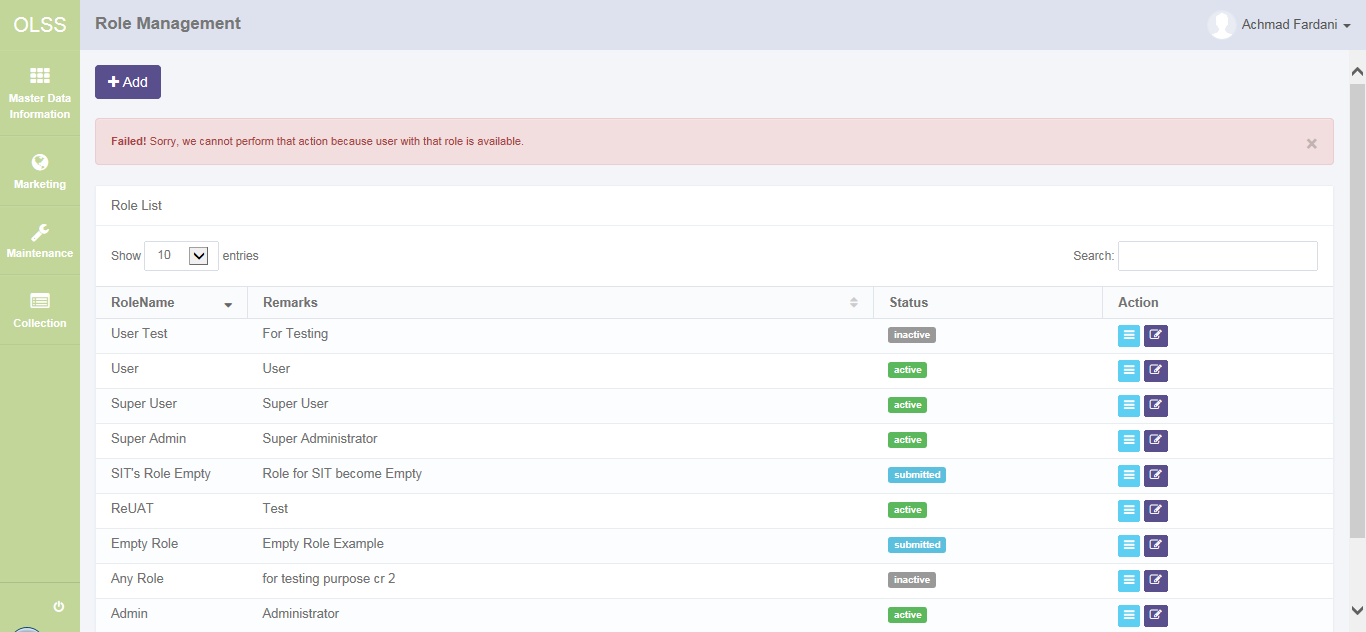 OLSS
Role Management
Achmad Fardani
Master Data
Information
Marketing
Maintenance
Collection
Add
Failed! Sorry, we cannot perform that action because user with that role is available.
×
Role List
Show 10 entries
Search:
RoleName Remarks Status Action
User Test For Testing inactive
User User active
Super User Super User active
Super Admin Super Administrator active
SIT's Role Empty Role for SIT become Empty submitted
ReUAT Test active
Empty Role Empty Role Example submitted
Any Role for testing purpose cr 2 inactive
Admin Administrator active